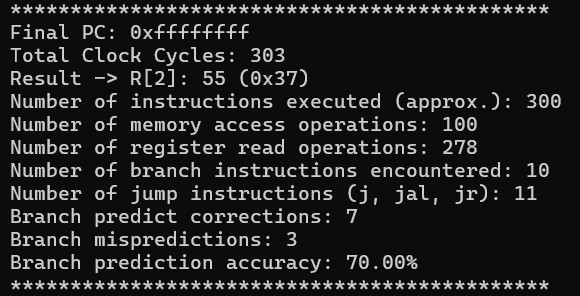 *********************************************
Final PC: 0xffffffff
Total Clock Cycles: 303
Result -> R[2]: 55 (0x37)
Number of instructions executed (approx.): 300
Number of memory access operations: 100
Number of register read operations: 278
Number of branch instructions encountered: 10
Number of jump instructions (j, jal, jr): 11
Branch predict corrections: 7
Branch mispredictions: 3
Branch prediction accuracy: 70.00%
*********************************************